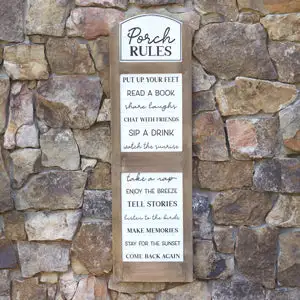 Porch
RULES
PUT UP YOUR FEET
READ A BOOK
share laughs
CHAT WITH FRIENDS
SIP A DRINK
watch the sunrise
take a nap
ENJOY THE BREEZE
TELL STORIES
listen to the birds
MAKE MEMORIES
STAY FOR THE SUNSET
COME BACK AGAIN